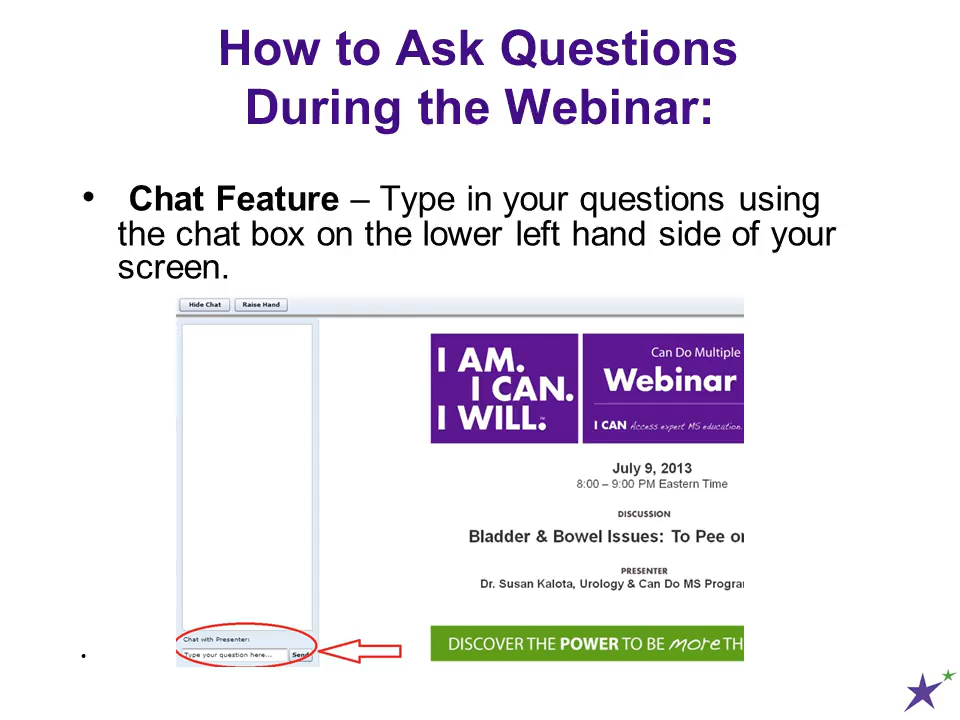 How to Ask Questions
During the Webinar:
• Chat Feature – Type in your questions using
the chat box on the lower left hand side of your
screen.
Hide Chat Raise Hand
I AM.
I CAN.
I WILL.
Can Do Multiple
Webinar
I CAN Access expert MS education.
July 9, 2013
8:00 – 9:00 PM Eastern Time
DISCUSSION
Bladder & Bowel Issues: To Pee or
PRESENTER
Dr. Susan Kalota, Urology & Can Do MS Program
DISCOVER THE POWER TO BE more TH
Chat with Presenter:
Type your question here... Send
•